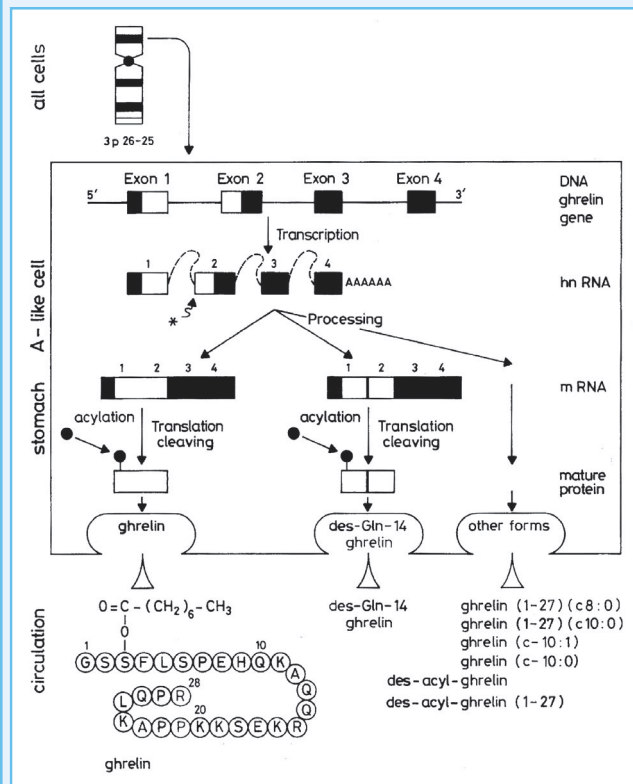 all cells
3p 26-25
stomach A-like cell
5' Exon 1 Exon 2 Exon 3 Exon 4 3'
DNA
ghrelin
gene
Transcription
1 2 3 4 AAAAAA hn RNA
*
Processing
1 2 3 4 1 2 3 4 m RNA
acylation Translation acylation Translation
cleaving cleaving
mature
protein
ghrelin des-Gln-14 other forms
ghrelin
circulation
O=C-(CH2)6-CH3
O
1 10
GSSFLSPEHQK
A
Q
Q
RKESKKPPAK
20
L
QPR
28
ghrelin
des-Gln-14
ghrelin
ghrelin (1-27) (c8:0)
ghrelin (1-27) (c10:0)
ghrelin (c-10:1)
ghrelin (c-10:0)
des-acyl-ghrelin
des-acyl-ghrelin (1-27)